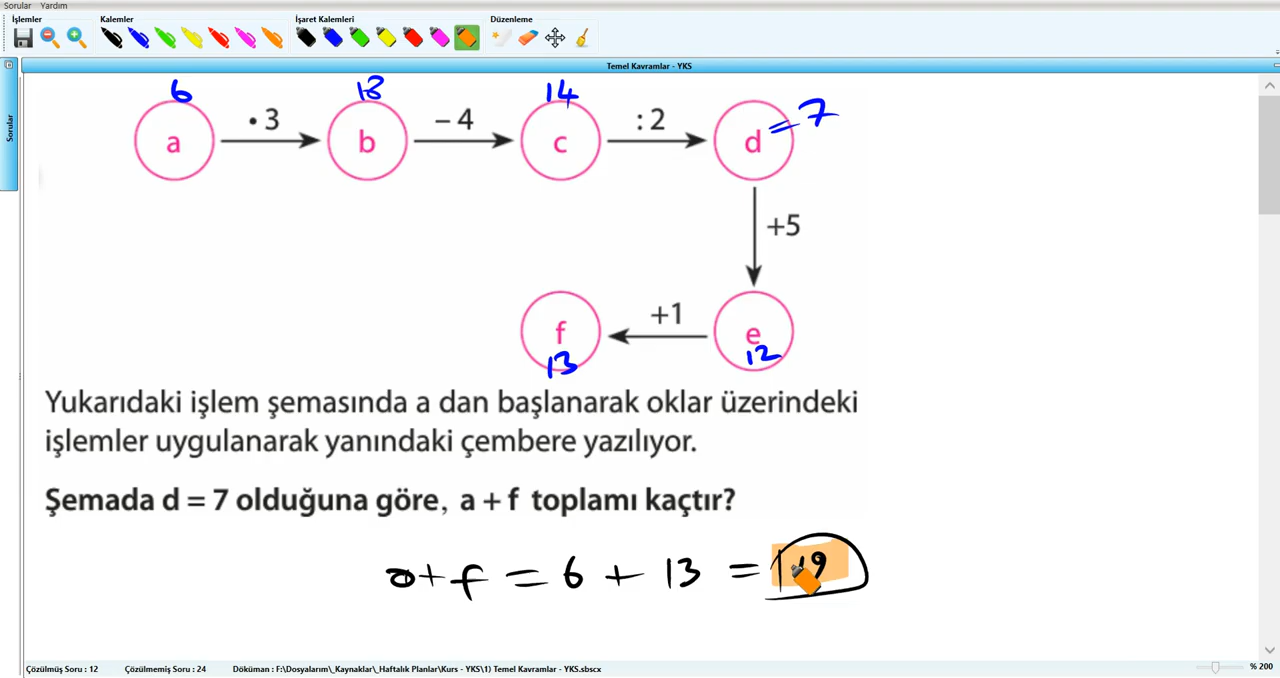 Sorular Yardım
İşlemler Kalemler İşaret Kalemleri Düzenleme
Temel Kavramlar - YKS
Sorular
6 18 14
a • 3 b – 4 c : 2 d = 7
+5
f +1 e
13 12
Yukarıdaki işlem şemasında a dan başlanarak oklar üzerindeki
işlemler uygulanarak yanındaki çembere yazılıyor.
Şemada d = 7 olduğuna göre, a + f toplamı kaçtır?
a+f = 6 + 13 = 19
Çözülmüş Soru : 12 Çözülmemiş Soru : 24 Döküman : F:\Dosyalarım\_Kaynaklar\_Haftalık Planlar\Kurs - YKS\1) Temel Kavramlar - YKS.sbscx % 200